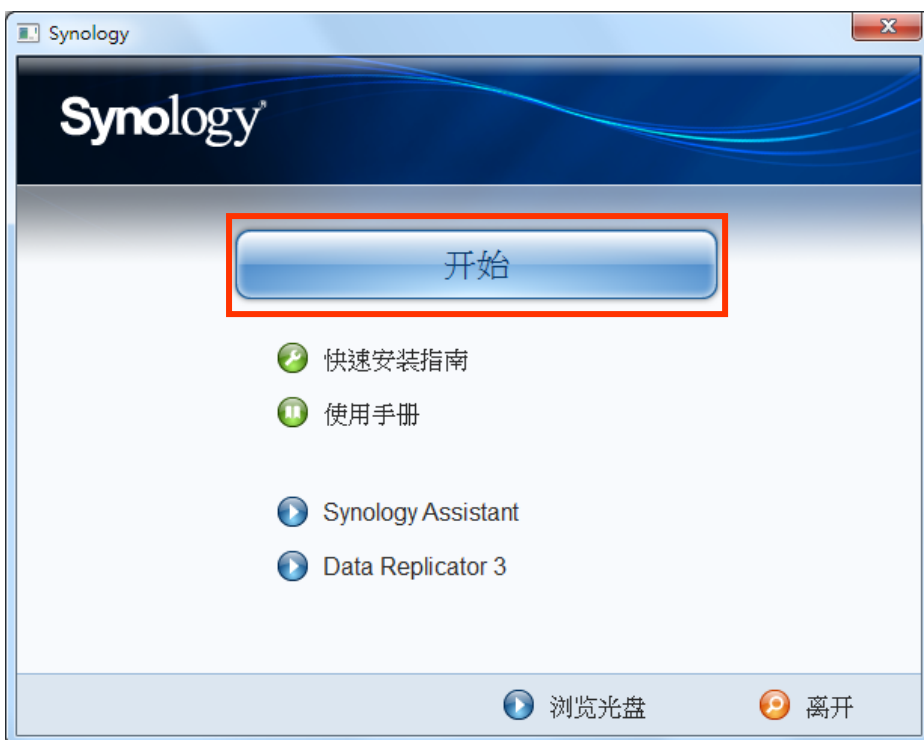 Synology
Synology
开始
快速安装指南
使用手册
Synology Assistant
Data Replicator 3
浏览光盘
离开